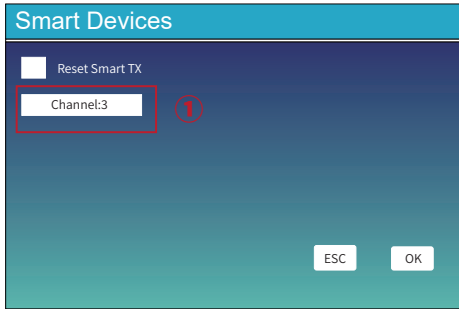 Smart Devices
Reset Smart TX
Channel:3
①
ESC OK